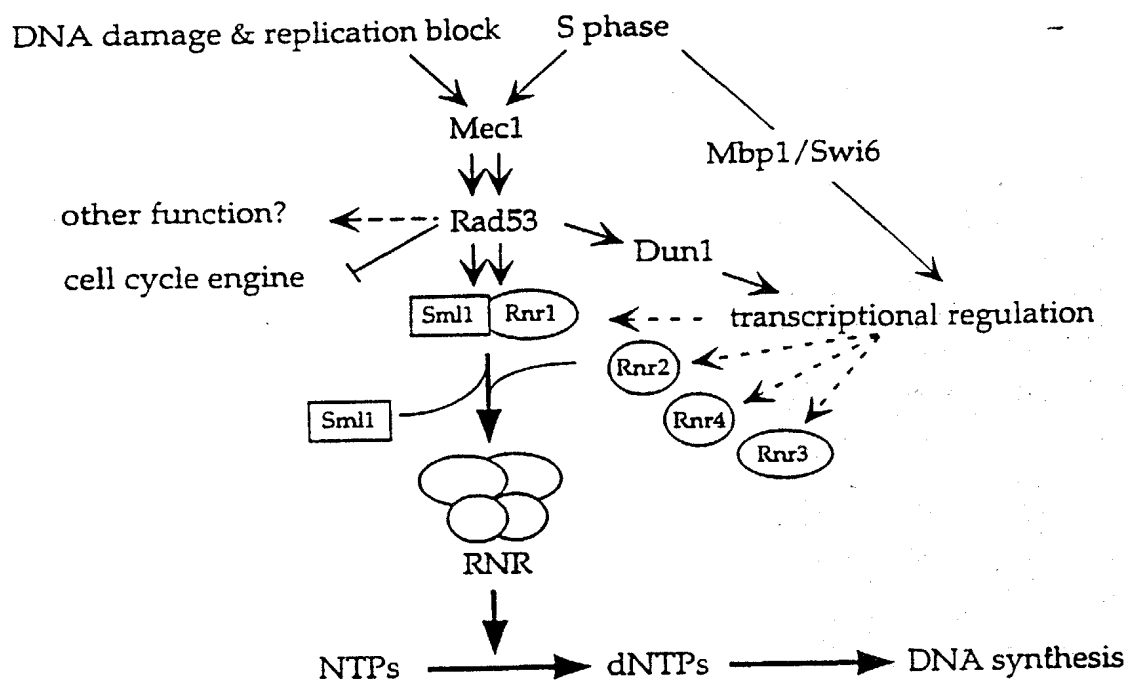 DNA damage & replication block
S phase
Mec1
Mbp1/Swi6
other function?
Rad53
Dun1
cell cycle engine
Sml1
Rnr1
transcriptional regulation
Rnr2
Sml1
Rnr4
Rnr3
RNR
NTPs
dNTPs
DNA synthesis